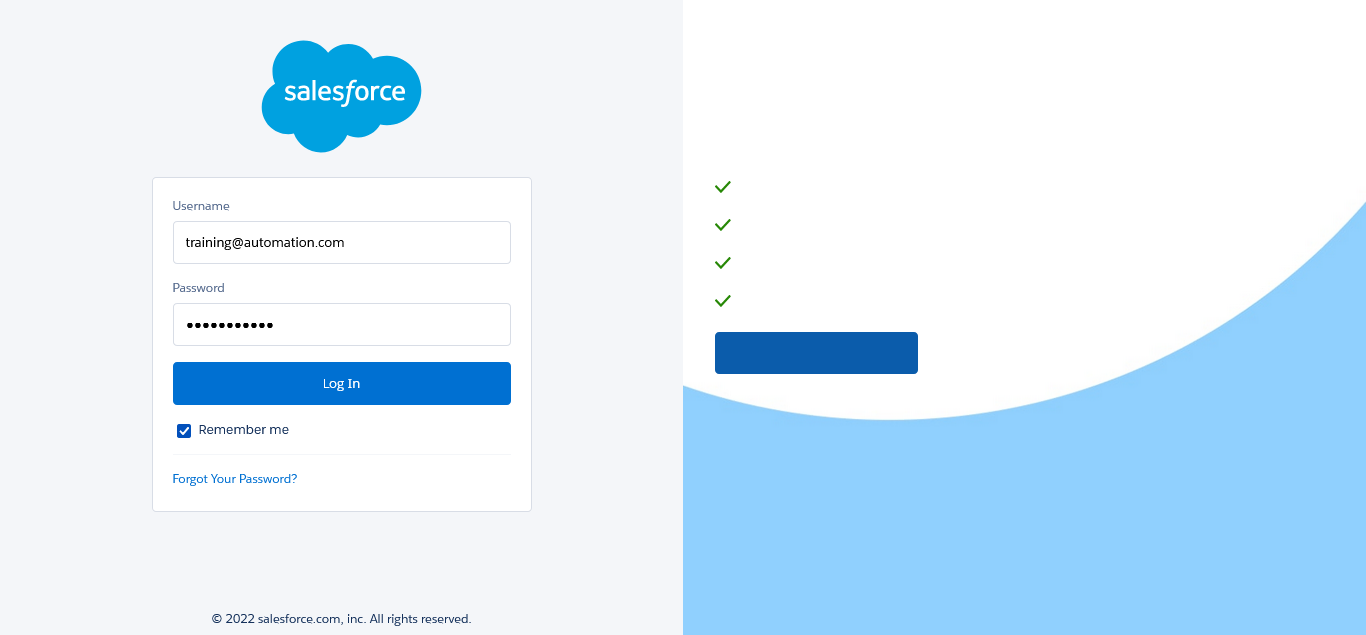 salesforce
Username
training@automation.com
Password
Log In
Remember me
Forgot Your Password?
© 2022 salesforce.com, inc. All rights reserved.